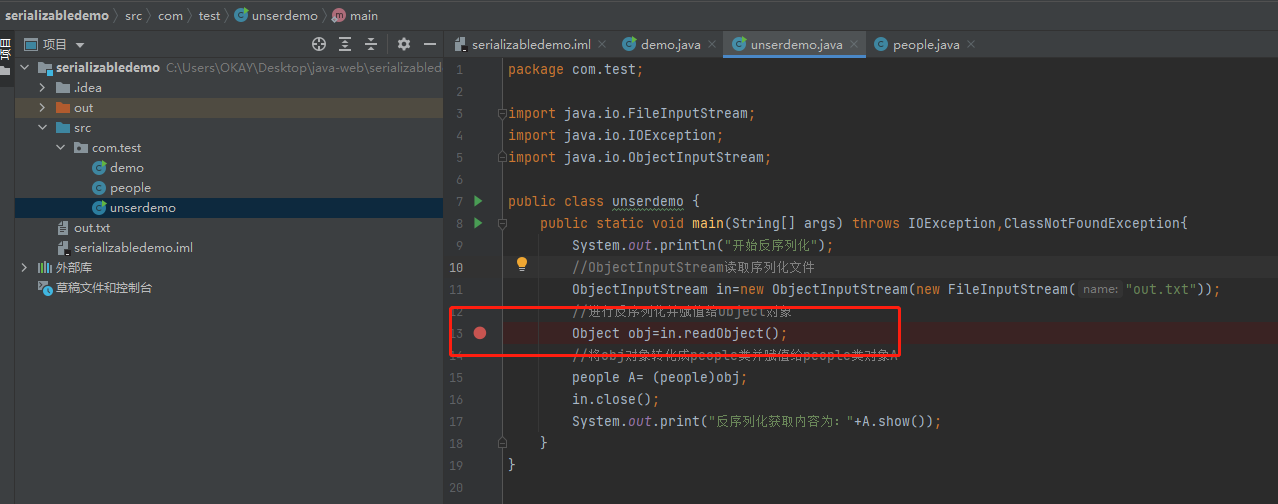 serializabledemo 〉 src 〉 com 〉 test 〉 unserdemo 〉 main
项目
项目
serializabledemo C:\Users\OKAY\Desktop\java-web\serializabled
.idea
out
src
com.test
demo
people
unserdemo
out.txt
serializabledemo.iml
外部库
草稿文件和控制台
serializabledemo.iml × demo.java × unserdemo.java × people.java ×
1 package com.test;
2
3 import java.io.FileInputStream;
4 import java.io.IOException;
5 import java.io.ObjectInputStream;
6
7 public class unserdemo {
8 public static void main(String[] args) throws IOException,ClassNotFoundException{
9 System.out.println("开始反序列化");
10 //ObjectInputStream读取序列化文件
11 ObjectInputStream in=new ObjectInputStream(new FileInputStream( name: "out.txt"));
12 //进行反序列化并赋值给Object对象
13 Object obj=in.readObject();
14 //将obj对象转化成people类并赋值给people类对象A
15 people A= (people)obj;
16 in.close();
17 System.out.print("反序列化获取内容为："+A.show());
18 }
19 }
20